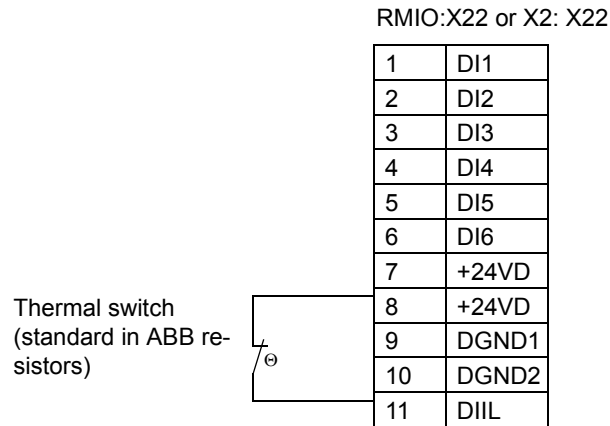 RMIO:X22 or X2: X22
1 DI1
2 DI2
3 DI3
4 DI4
5 DI5
6 DI6
7 +24VD
8 +24VD
9 DGND1
10 DGND2
11 DIIL
Thermal switch
(standard in ABB re-
sistors)
Θ